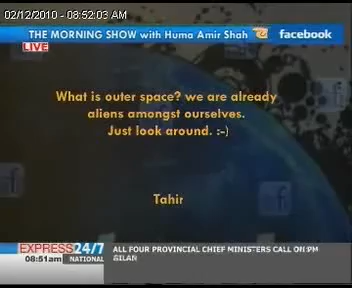 02/12/2010 - 08:52:03 AM
THE MORNING SHOW with Huma Amir Shah
facebook
LIVE
What is outer space? we are already
aliens amongst ourselves.
Just look around. :-)
Tahir
EXPRESS 24/7
08:51am NATIONAL
ALL FOUR PROVINCIAL CHIEF MINISTERS CALL ON PM
GILAN